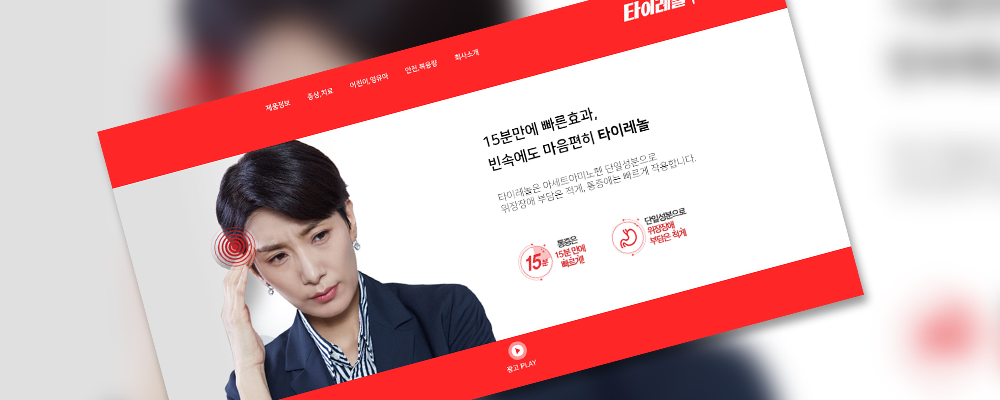 타이레놀
제품정보 증상,치료 어린이,영유아 안전,복용량 회사소개
15분만에 빠른효과,
빈속에도 마음편히 타이레놀
타이레놀은 아세트아미노펜 단일성분으로
위장장애 부담은 적게, 통증에는 빠르게 작용합니다.
15분
통증은
15분 만에
빠르게!
단일성분으로
위장장애
부담은 적게
광고 PLAY